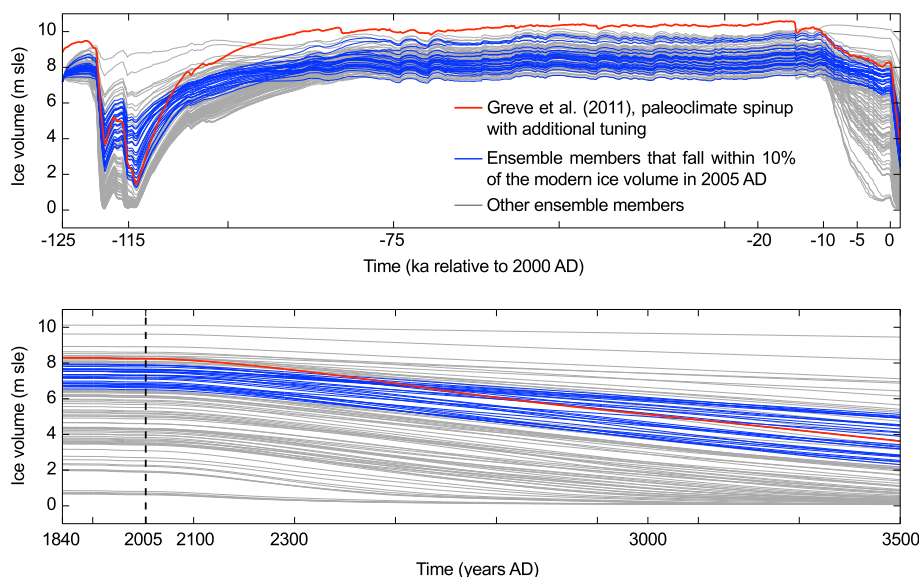 10
8
6
4
2
0
Ice volume (m sle)
Greve et al. (2011), paleoclimate spinup
with additional tuning
Ensemble members that fall within 10%
of the modern ice volume in 2005 AD
Other ensemble members
-125 -115 -75 -20 -10 -5 0
Time (ka relative to 2000 AD)
10
8
6
4
2
0
Ice volume (m sle)
1840 2005 2100 2300 3000 3500
Time (years AD)